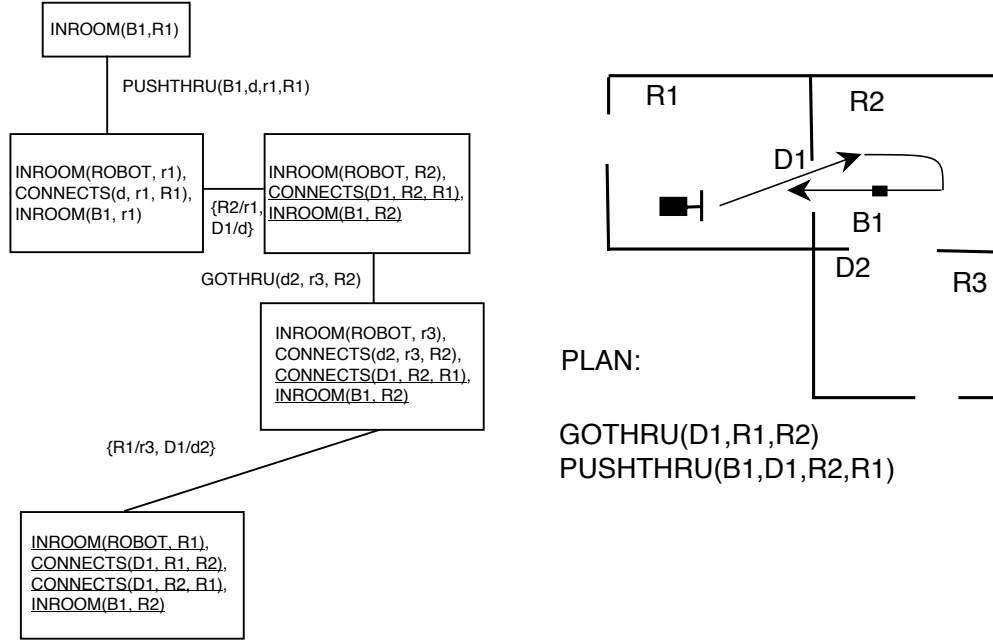 INROOM(B1,R1)
PUSHTHRU(B1,d,r1,R1)
INROOM(ROBOT, r1),
CONNECTS(d, r1, R1),
INROOM(B1, r1)
{R2/r1,
D1/d}
INROOM(ROBOT, R2),
CONNECTS(D1, R2, R1),
INROOM(B1, R2)
GOTHRU(d2, r3, R2)
INROOM(ROBOT, r3),
CONNECTS(d2, r3, R2),
CONNECTS(D1, R2, R1),
INROOM(B1, R2)
{R1/r3, D1/d2}
INROOM(ROBOT, R1),
CONNECTS(D1, R1, R2),
CONNECTS(D1, R2, R1),
INROOM(B1, R2)
R1
R2
D1
B1
D2
R3
PLAN:
GOTHRU(D1,R1,R2)
PUSHTHRU(B1,D1,R2,R1)